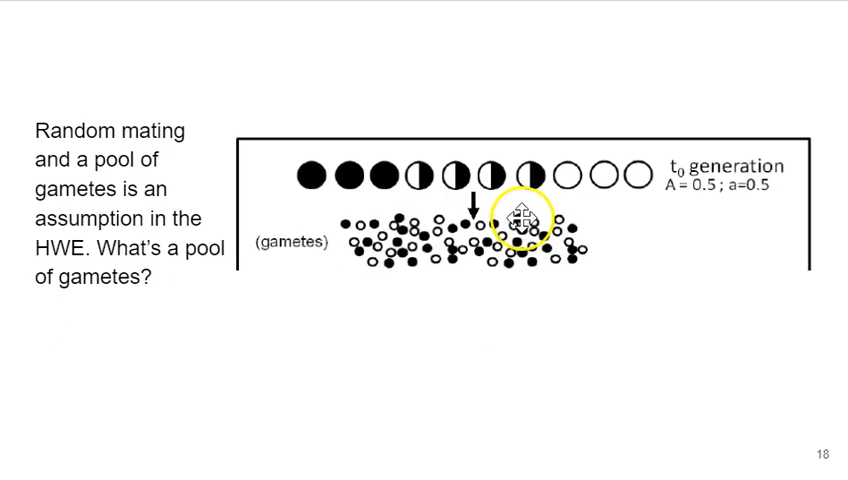 Random mating
and a pool of
gametes is an
assumption in the
HWE. What's a pool
of gametes?
t₀ generation
A = 0.5 ; a=0.5
(gametes)
18